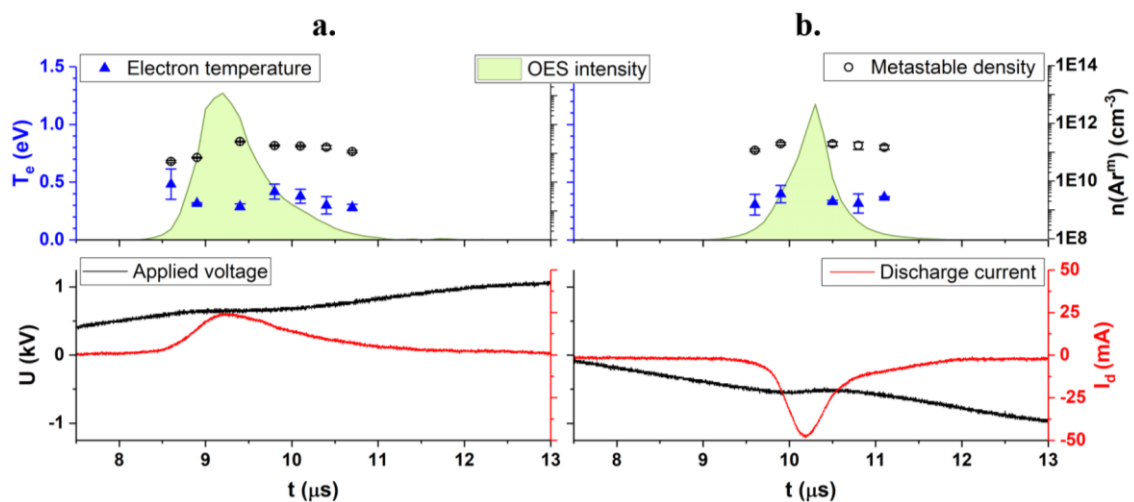 a. b.
Electron temperature
OES intensity
Metastable density
1.5
1.0
0.5
0.0
T_e (eV)
1E14
1E12
1E10
1E8
n(Ar^m) (cm^-3)
Applied voltage
Discharge current
1
0
-1
U (kV)
50
25
0
-25
-50
I_d (mA)
8 9 10 11 12 13
8 9 10 11 12 13
t (μs)
t (μs)